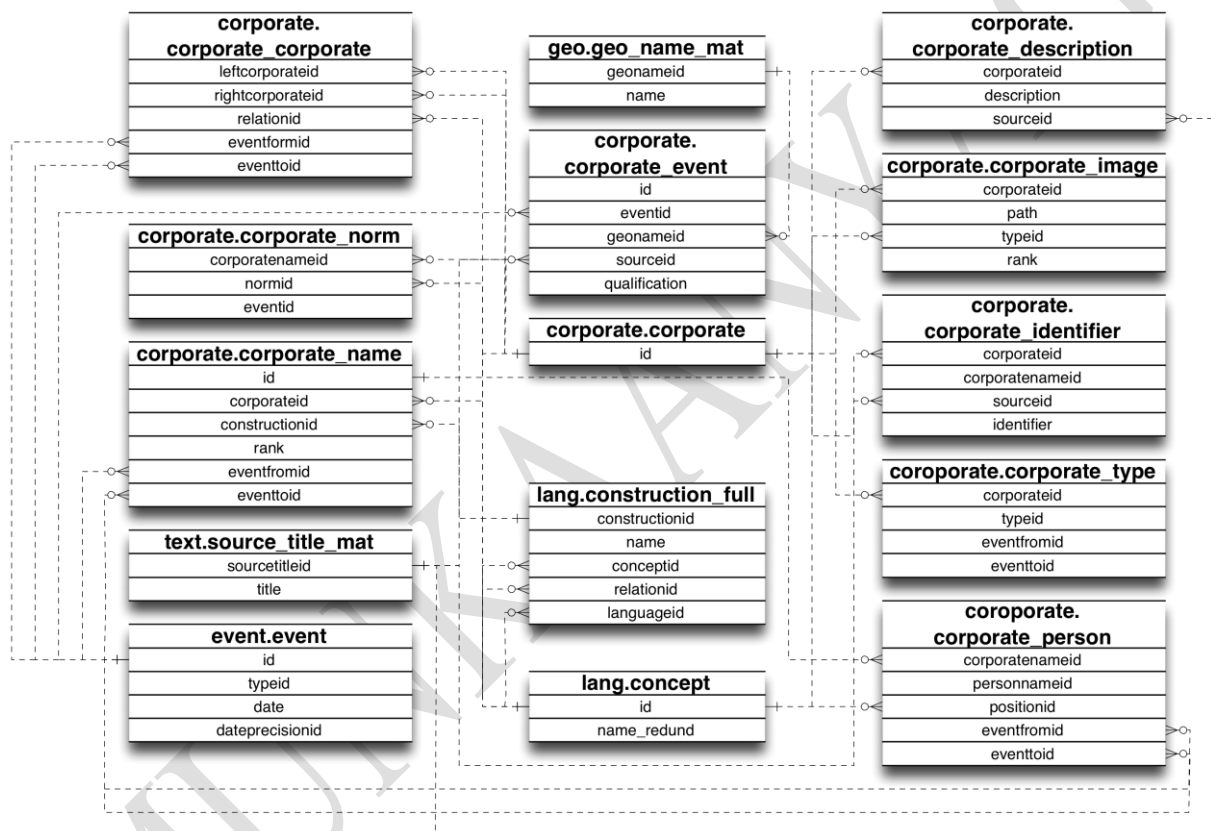 corporate.
corporate_corporate
leftcorporateid
rightcorporateid
relationid
eventformid
eventtoid
corporate.corporate_norm
corporatenameid
normid
eventid
corporate.corporate_name
id
corporateid
constructionid
rank
eventfromid
eventtoid
text.source_title_mat
sourcetitleid
title
event.event
id
typeid
date
dateprecisionid
geo.geo_name_mat
geonameid
name
corporate.
corporate_event
id
eventid
geonameid
sourceid
qualification
corporate.corporate
id
lang.construction_full
constructionid
name
conceptid
relationid
languageid
lang.concept
id
name_redund
corporate.
corporate_description
corporateid
description
sourceid
corporate.corporate_image
corporateid
path
typeid
rank
corporate.
corporate_identifier
corporateid
corporatenameid
sourceid
identifier
coroporate.corporate_type
corporateid
typeid
eventfromid
eventtoid
coroporate.
corporate_person
corporatenameid
personnameid
positionid
eventfromid
eventtoid